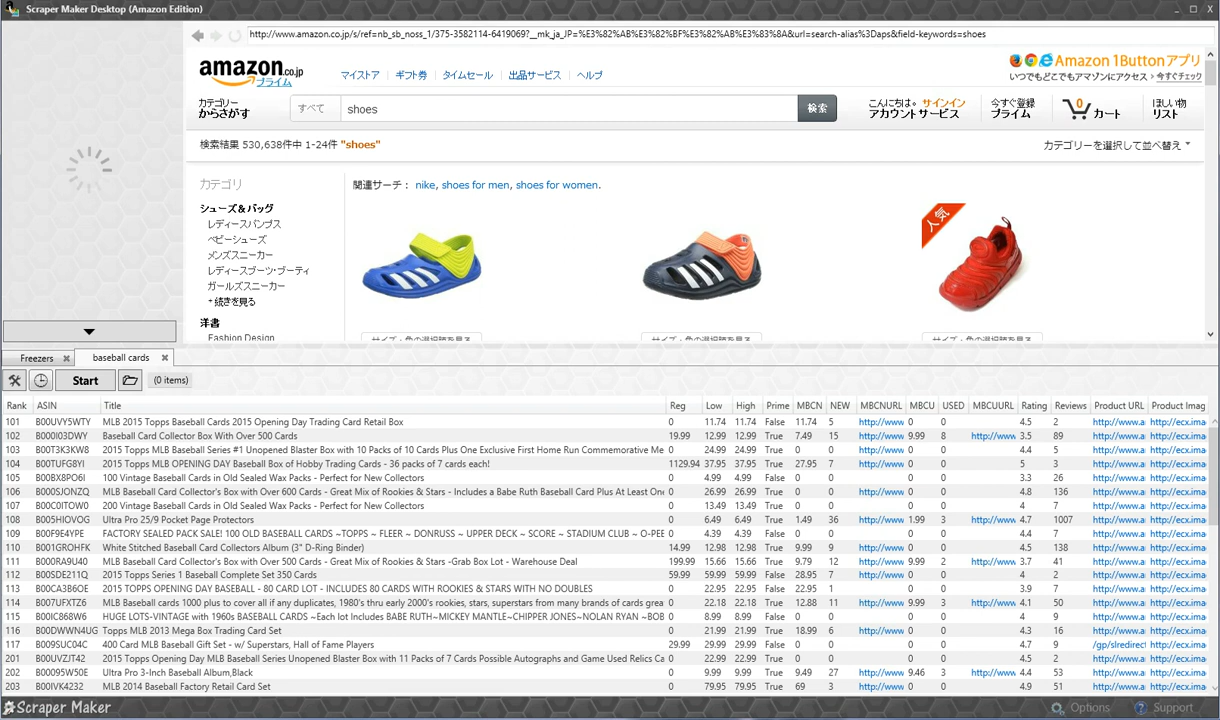 Scraper Maker Desktop (Amazon Edition)
http://www.amazon.co.jp/s/ref=nb_sb_noss_1/375-3582114-6419069?__mk_ja_JP=%E3%82%AB%E3%82%BF%E3%82%AB%E3%83%8A&url=search-alias%3Daps&field-keywords=shoes
amazon.co.jp
プライム
マイストア | ギフト券 | タイムセール | 出品サービス | ヘルプ
Amazon 1Buttonアプリ
いつでもどこでもアマゾンにアクセス › 今すぐチェック
カテゴリー
からさがす
すべて shoes 検索
こんにちは。サインイン
アカウントサービス
今すぐ登録
プライム
0 カート
ほしい物
リスト
検索結果 530,638件中 1-24件 "shoes"
カテゴリーを選択して並べ替え
カテゴリ
関連サーチ： nike, shoes for men, shoes for women.
シューズ＆バッグ
レディースパンプス
ベビーシューズ
メンズスニーカー
レディースブーツ・ブーティ
ガールズスニーカー
+続きを見る
洋書
Fashion Design
人気
サイズ・色の選択肢を見る サイズ・色の選択肢を見る サイズ・色の選択肢を見る
Freezers baseball cards
Start (0 items)
Rank ASIN Title Reg Low High Prime MBCN NEW MBCNURL MBCU USED MBCUURL Rating Reviews Product URL Product Imag
101 B00UVY5WTY MLB 2015 Topps Baseball Cards 2015 Opening Day Trading Card Retail Box 0 11.74 11.74 False 11.74 5 http://www 0 0 4.5 2 http://www.a http://ecx.ima
102 B000I03DWY Baseball Card Collector Box With Over 500 Cards 19.99 12.99 12.99 True 7.49 15 http://www 9.99 8 http://www 3.5 89 http://www.a http://ecx.ima
103 B00T3K3KW8 2015 Topps MLB Baseball Series #1 Unopened Blaster Box with 10 Packs of 10 Cards Plus One Exclusive First Home Run Commemorative Me 0 24.99 24.99 True 0 0 0 0 4.4 5 http://www.a http://ecx.ima
104 B00TUFG8YI 2015 Topps MLB OPENING DAY Baseball Box of Hobby Trading Cards - 36 packs of 7 cards each! 1129.94 37.95 37.95 True 27.95 7 http://www 0 0 5 3 http://www.a http://ecx.ima
105 B00BX8PO6I 100 Vintage Baseball Cards in Old Sealed Wax Packs - Perfect for New Collectors 0 4.99 4.99 False 0 0 0 0 3.3 26 http://www.a http://ecx.ima
106 B000SJONZQ MLB Baseball Card Collector's Box with Over 600 Cards - Great Mix of Rookies & Stars - Includes a Babe Ruth Baseball Card Plus At Least One 0 26.99 26.99 True 0 0 0 0 4.8 136 http://www.a http://ecx.ima
107 B00C0ITOW0 200 Vintage Baseball Cards in Old Sealed Wax Packs - Perfect for New Collectors 0 13.49 13.49 True 0 0 0 0 4 7 http://www.a http://ecx.ima
108 B005HIOVOG Ultra Pro 25/9 Pocket Page Protectors 0 6.49 6.49 True 1.49 36 http://www 1.99 3 http://www 4.7 1007 http://www.a http://ecx.ima
109 B00F9E4YPE FACTORY SEALED PACK SALE! 100 OLD BASEBALL CARDS ~TOPPS ~ FLEER ~ DONRUSS ~ UPPER DECK ~ SCORE ~ STADIUM CLUB ~ O-PEE 0 4.39 4.39 False 0 0 0 0 4.4 7 http://www.a http://ecx.ima
110 B001GROHFK White Stitched Baseball Card Collectors Album (3" D-Ring Binder) 14.99 12.98 12.98 True 9.99 9 http://www 0 0 4.5 138 http://www.a http://ecx.ima
111 B000RA9U40 MLB Baseball Card Collector's Box with Over 500 Cards - Great Mix of Rookies & Stars -Grab Box Lot - Warehouse Deal 199.99 15.66 15.66 True 9.79 12 http://www 9.99 2 http://www 3.7 41 http://www.a http://ecx.ima
112 B00SDE211Q 2015 Topps Series 1 Baseball Complete Set 350 Cards 59.99 59.99 59.99 False 28.95 7 http://www 0 0 4 2 http://www.a http://ecx.ima
113 B00CA3B6OE 2015 TOPPS OPENING DAY BASEBALL - 80 CARD LOT - INCLUDES 80 CARDS WITH ROOKIES & STARS WITH NO DOUBLES 0 22.95 22.95 False 22.95 1 http://www 0 0 3.9 7 http://www.a http://ecx.ima
114 B007UFXTZ6 MLB Baseball cards 1000 plus to cover all if any duplicates, 1980's thru early 2000's rookies, stars, superstars from many brands of cards grea 0 22.18 22.18 True 12.88 11 http://www 9.99 3 http://www 4.1 50 http://www.a http://ecx.ima
115 B00IC868W6 HUGE LOTS-VINTAGE with 1960s BASEBALL CARDS ~Each lot Includes BABE RUTH~MICKEY MANTLE~CHIPPER JONES~NOLAN RYAN ~BOB 0 8.99 8.99 False 0 0 0 0 4 9 http://www.a http://ecx.ima
116 B00DWWN4UG Topps MLB 2013 Mega Box Trading Card Set 0 21.99 21.99 True 18.99 6 http://www 0 0 4.3 16 http://www.a http://ecx.ima
117 B009SUC04C 400 Card MLB Baseball Gift Set - w/ Superstars, Hall of Fame Players 29.99 29.99 29.99 True 0 0 0 0 4.7 9 /gp/slredirect http://ecx.ima
201 B00UVZJT42 2015 Topps Opening Day MLB Baseball Series Unopened Blaster Box with 11 Packs of 7 Cards Possible Autographs and Game Used Relics Ca 0 22.99 22.99 True 0 0 0 0 4.5 2 http://www.a http://ecx.ima
202 B00095W50E Ultra Pro 3-Inch Baseball Album,Black 0 0 0 True 9.49 27 http://www 9.46 3 http://www 4.4 53 http://www.a http://ecx.ima
203 B00IVK4232 MLB 2014 Baseball Factory Retail Card Set 0 79.95 79.95 True 69 3 http://www 0 0 4.9 51 http://www.a http://ecx.ima
Scraper Maker Options Support